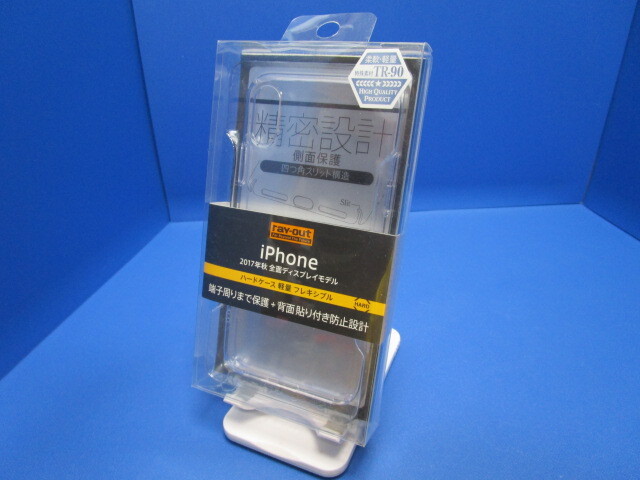 柔軟・軽量
TR-90
HIGH QUALITY
PRODUCT
精密設計
側面保護
四つ角スリット構造
ray-out
iPhone
2017年秋 全面ディスプレイモデル
ハードケース 軽量 フレキシブル
HARD
端子周りまで保護+背面貼り付き防止設計